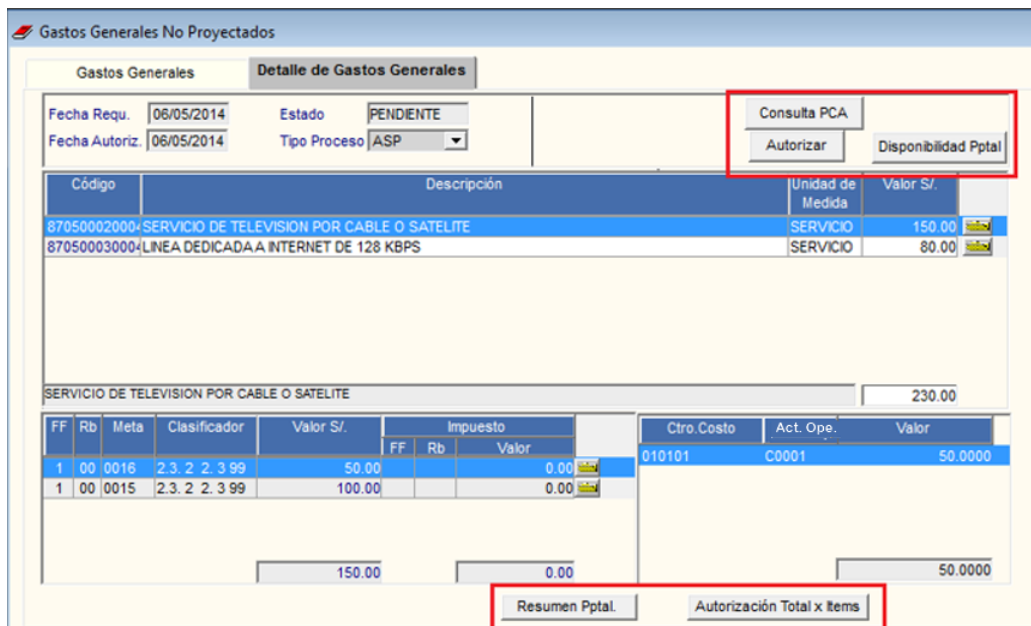 Gastos Generales No Proyectados
Gastos Generales Detalle de Gastos Generales
Fecha Requ. 06/05/2014 Estado PENDIENTE Consulta PCA
Fecha Autoriz. 06/05/2014 Tipo Proceso ASP Autorizar Disponibilidad Pptal
Código Descripción Unidad de Medida Valor S/.
870500020004 SERVICIO DE TELEVISION POR CABLE O SATELITE SERVICIO 150.00
870500030004 LINEA DEDICADA A INTERNET DE 128 KBPS SERVICIO 80.00
SERVICIO DE TELEVISION POR CABLE O SATELITE 230.00
FF Rb Meta Clasificador Valor S/. Impuesto Ctro.Costo Act. Ope. Valor
FF Rb Valor
1 00 0016 2.3. 2 2. 3 99 50.00 0.00 010101 C0001 50.0000
1 00 0015 2.3. 2 2. 3 99 100.00 0.00
150.00 0.00 50.0000
Resumen Pptal. Autorización Total x Items